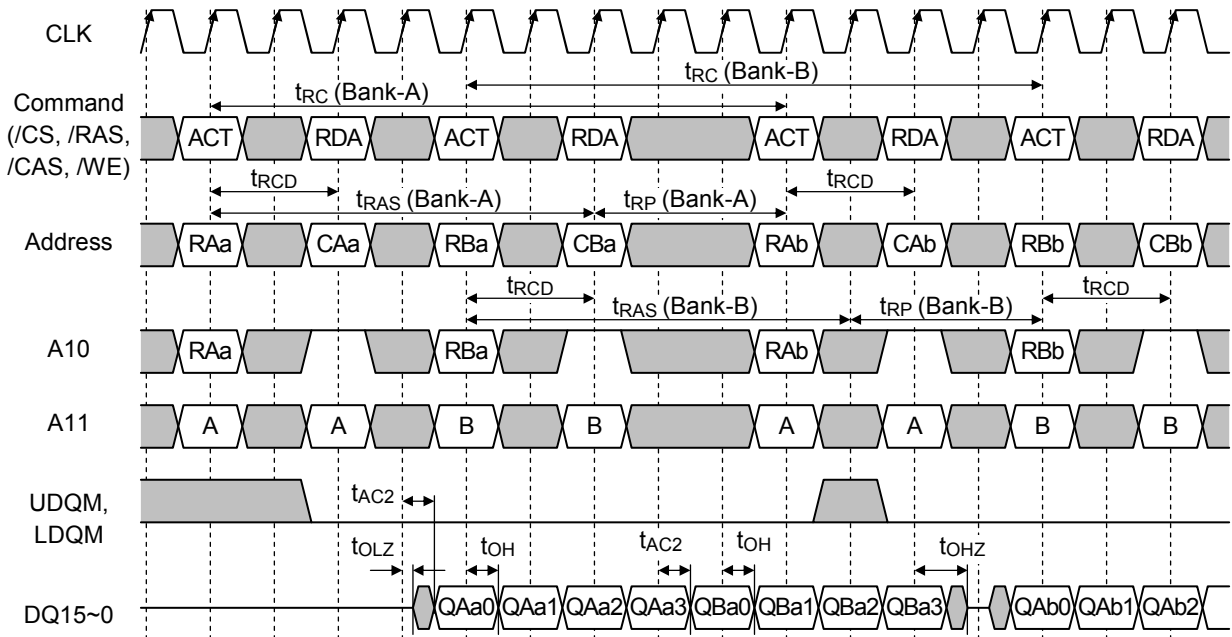 CLK
tRC (Bank-B)
tRC (Bank-A)
Command
(/CS, /RAS,
/CAS, /WE)
ACT RDA ACT RDA ACT RDA ACT RDA
tRCD tRAS (Bank-A) tRP (Bank-A) tRCD
Address RAa CAa RBa CBa RAb CAb RBb CBb
tRCD tRAS (Bank-B) tRP (Bank-B) tRCD
A10 RAa RBa RAb RBb
A11 A A B B A A B B
UDQM,
LDQM
tAC2
tOLZ tOH tAC2 tOH tOHZ
DQ15~0 QAa0 QAa1 QAa2 QAa3 QBa0 QBa1 QBa2 QBa3 QAb0 QAb1 QAb2